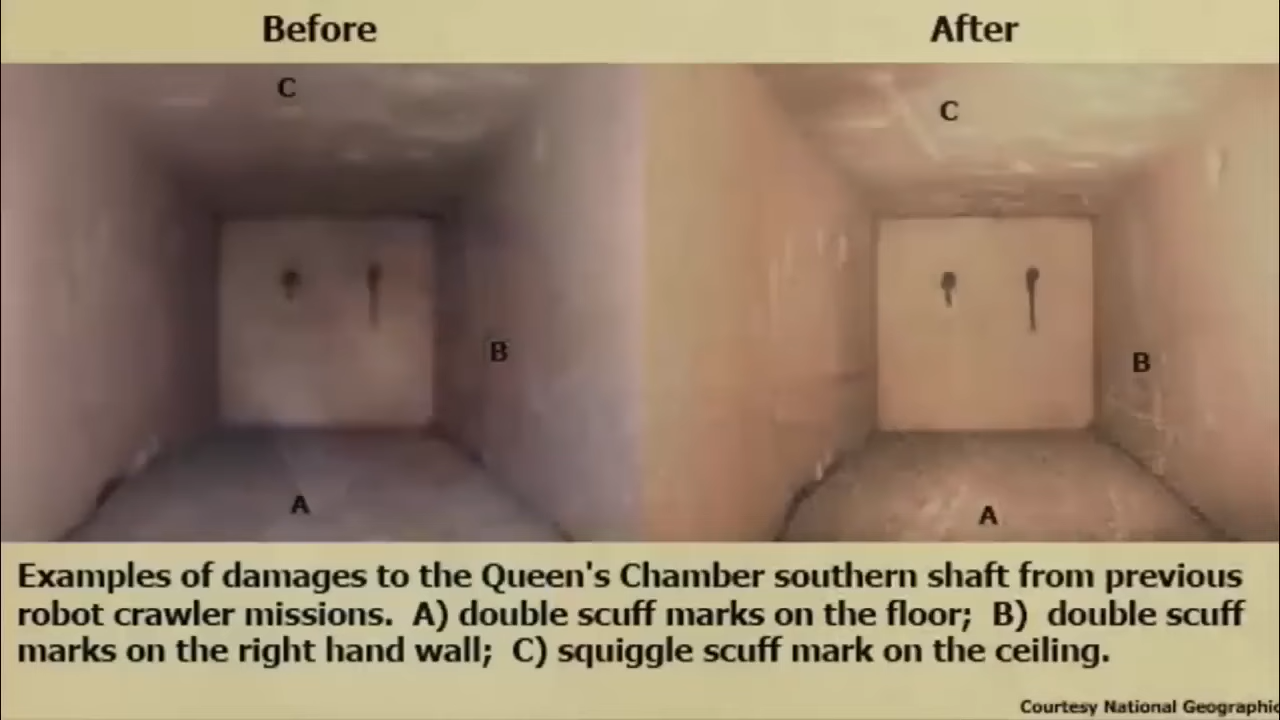 Before
After
C
C
B
B
A
A
Examples of damages to the Queen's Chamber southern shaft from previous
robot crawler missions. A) double scuff marks on the floor; B) double scuff
marks on the right hand wall; C) squiggle scuff mark on the ceiling.
Courtesy National Geographic